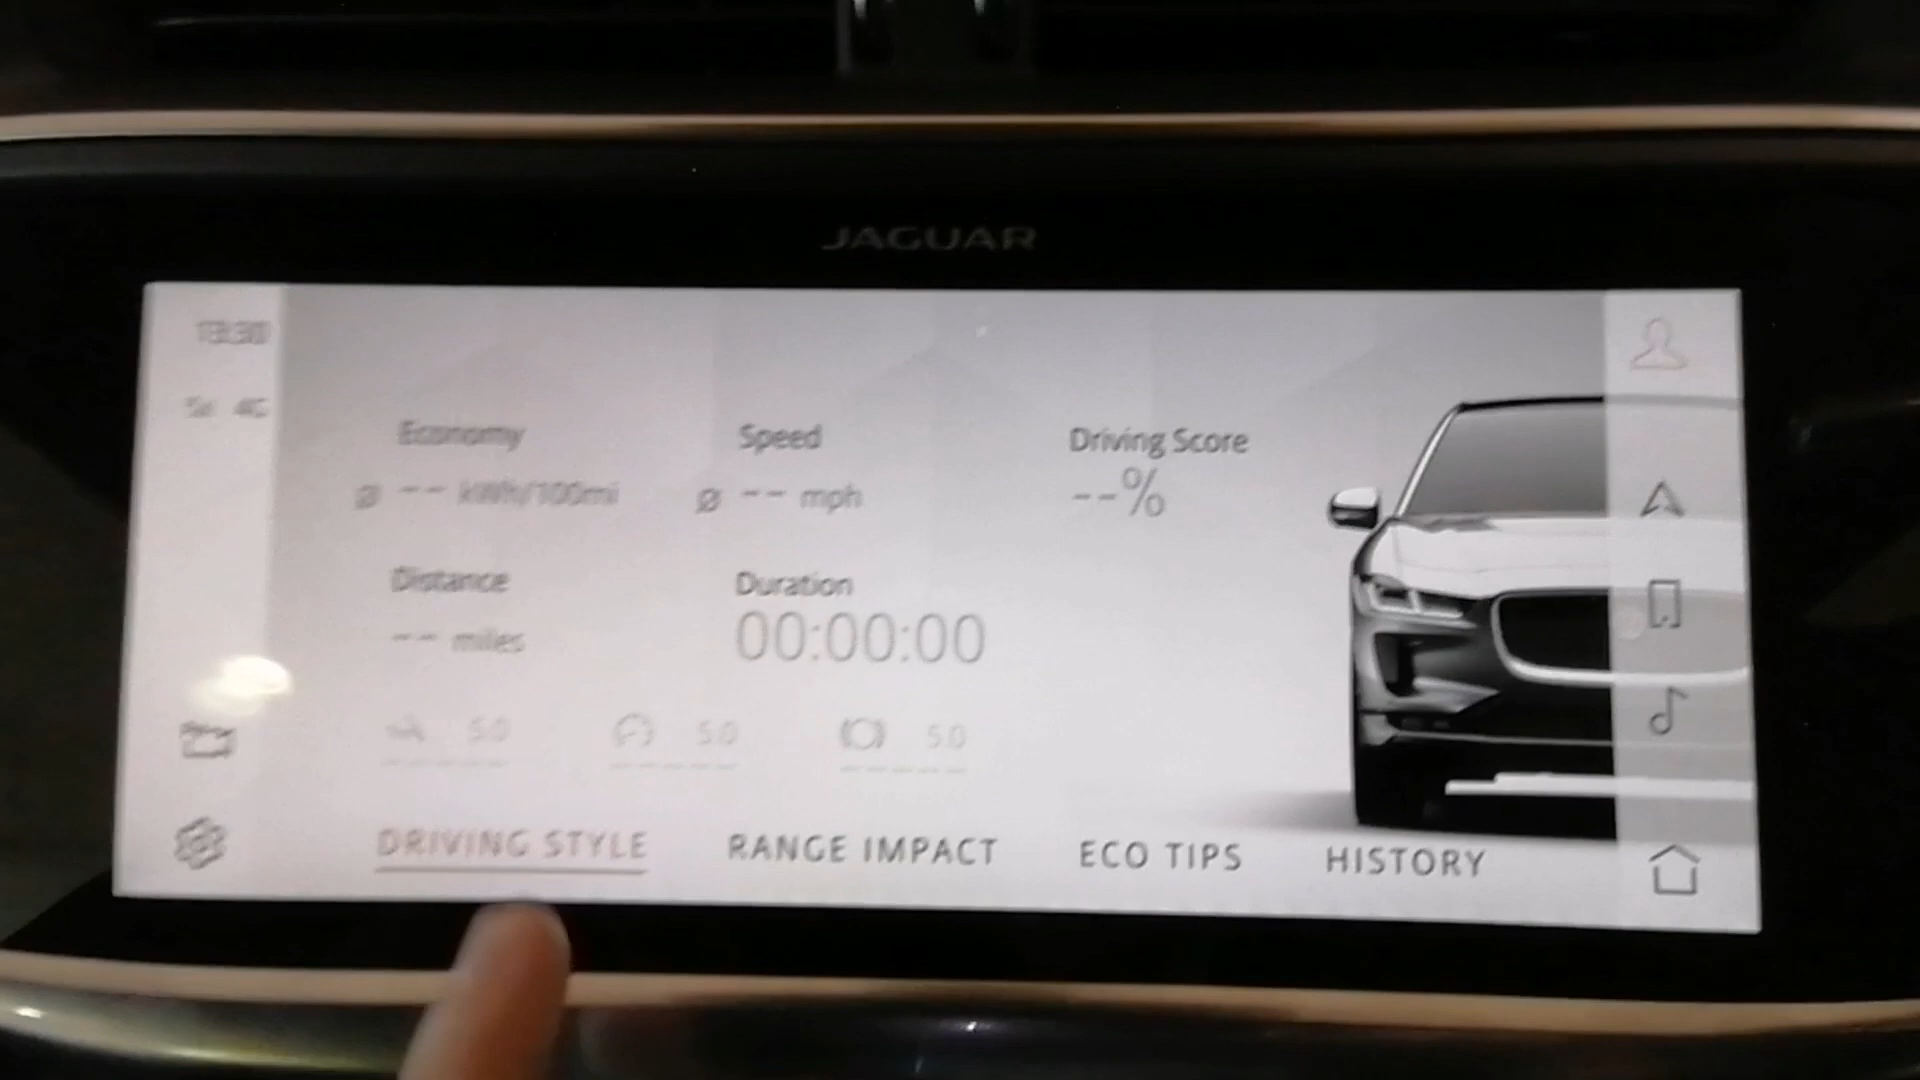 JAGUAR
13:30
4G
Economy Speed Driving Score
ø -- kWh/100mi ø -- mph --%
Distance Duration
-- miles 00:00:00
5.0 5.0 5.0
DRIVING STYLE RANGE IMPACT ECO TIPS HISTORY